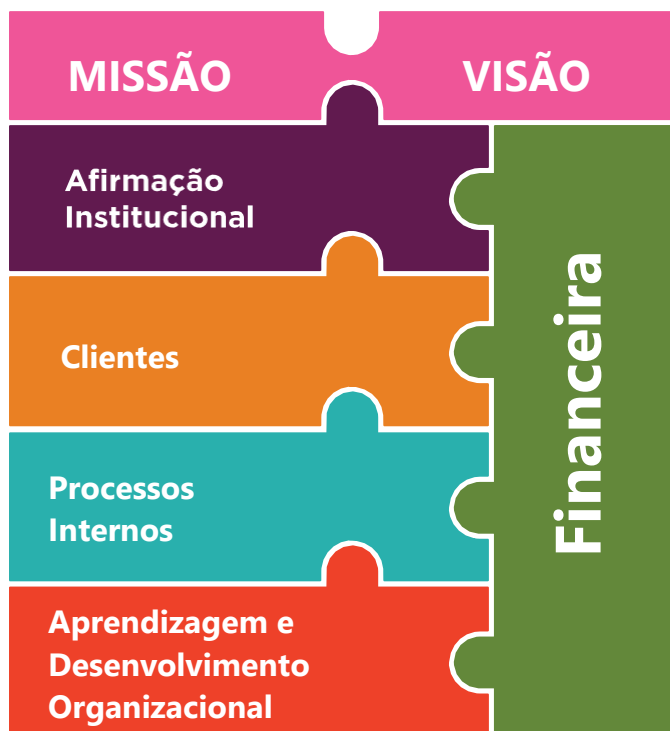 MISSÃO
VISÃO
Afirmação
Institucional
Clientes
Processos
Internos
Aprendizagem e
Desenvolvimento
Organizacional
Financeira